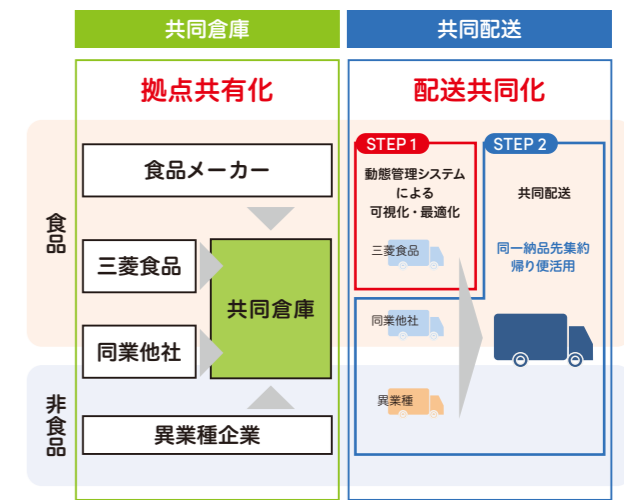 共同倉庫
共同配送
拠点共有化
配送共同化
食品
非食品
食品メーカー
三菱食品
同業他社
共同倉庫
異業種企業
STEP 1
動態管理システム
による
可視化・最適化
三菱食品
同業他社
異業種
STEP 2
共同配送
同一納品先集約
帰り便活用